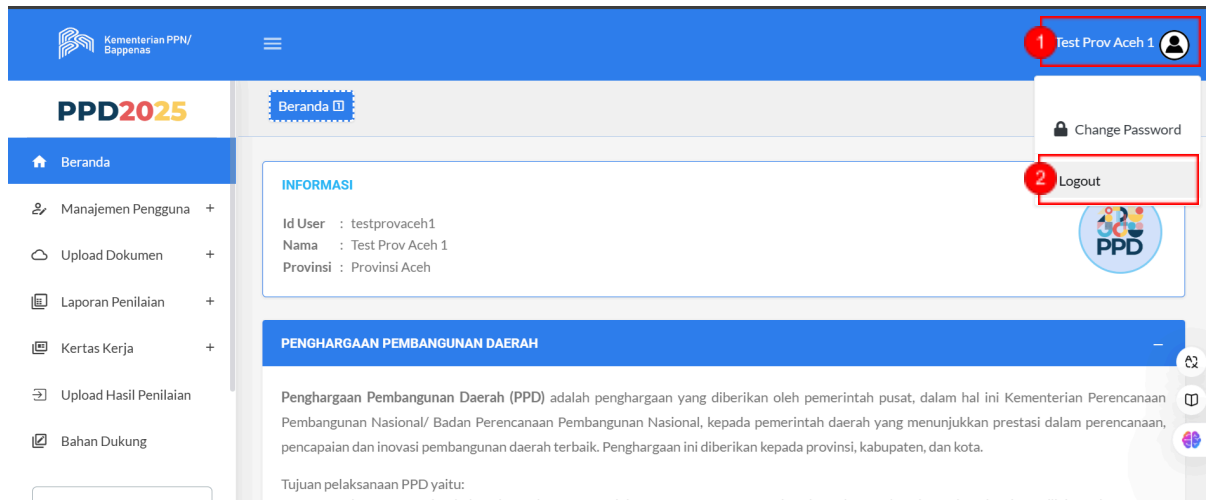 Kementerian PPN/
Bappenas
1
Test Prov Aceh 1
PPD2025
Beranda
Change Password
2
Logout
Beranda
Manajemen Pengguna +
Upload Dokumen +
Laporan Penilaian +
Kertas Kerja +
Upload Hasil Penilaian
Bahan Dukung
INFORMASI
Id User : testprovaceh1
Nama : Test Prov Aceh 1
Provinsi : Provinsi Aceh
PPD
PENGHARGAAN PEMBANGUNAN DAERAH −
Penghargaan Pembangunan Daerah (PPD) adalah penghargaan yang diberikan oleh pemerintah pusat, dalam hal ini Kementerian Perencanaan
Pembangunan Nasional/ Badan Perencanaan Pembangunan Nasional, kepada pemerintah daerah yang menunjukkan prestasi dalam perencanaan,
pencapaian dan inovasi pembangunan daerah terbaik. Penghargaan ini diberikan kepada provinsi, kabupaten, dan kota.
Tujuan pelaksanaan PPD yaitu: